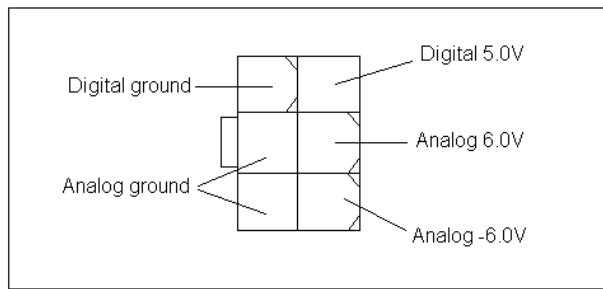 Digital 5.0V
Digital ground
Analog 6.0V
Analog ground
Analog -6.0V